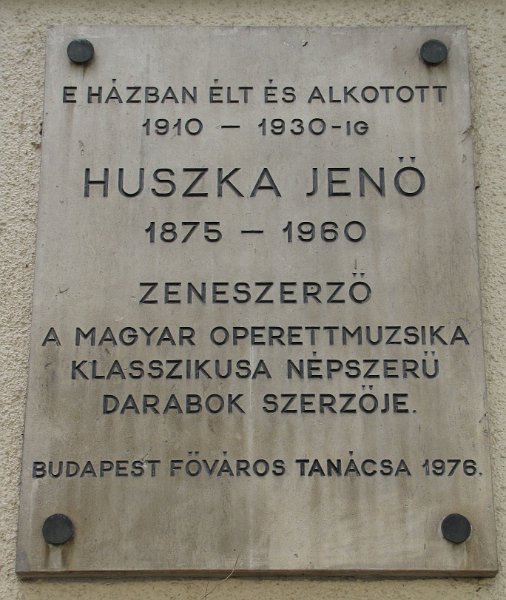 E HÁZBAN ÉLT ÉS ALKOTOTT
1910 – 1930-IG
HUSZKA JENÖ
1875 – 1960
ZENESZERZÖ
A MAGYAR OPERETTMUZSIKA
KLASSZIKUSA NÉPSZERÜ
DARABOK SZERZÖJE.
BUDAPEST FÖVÁROS TANÁCSA 1976.